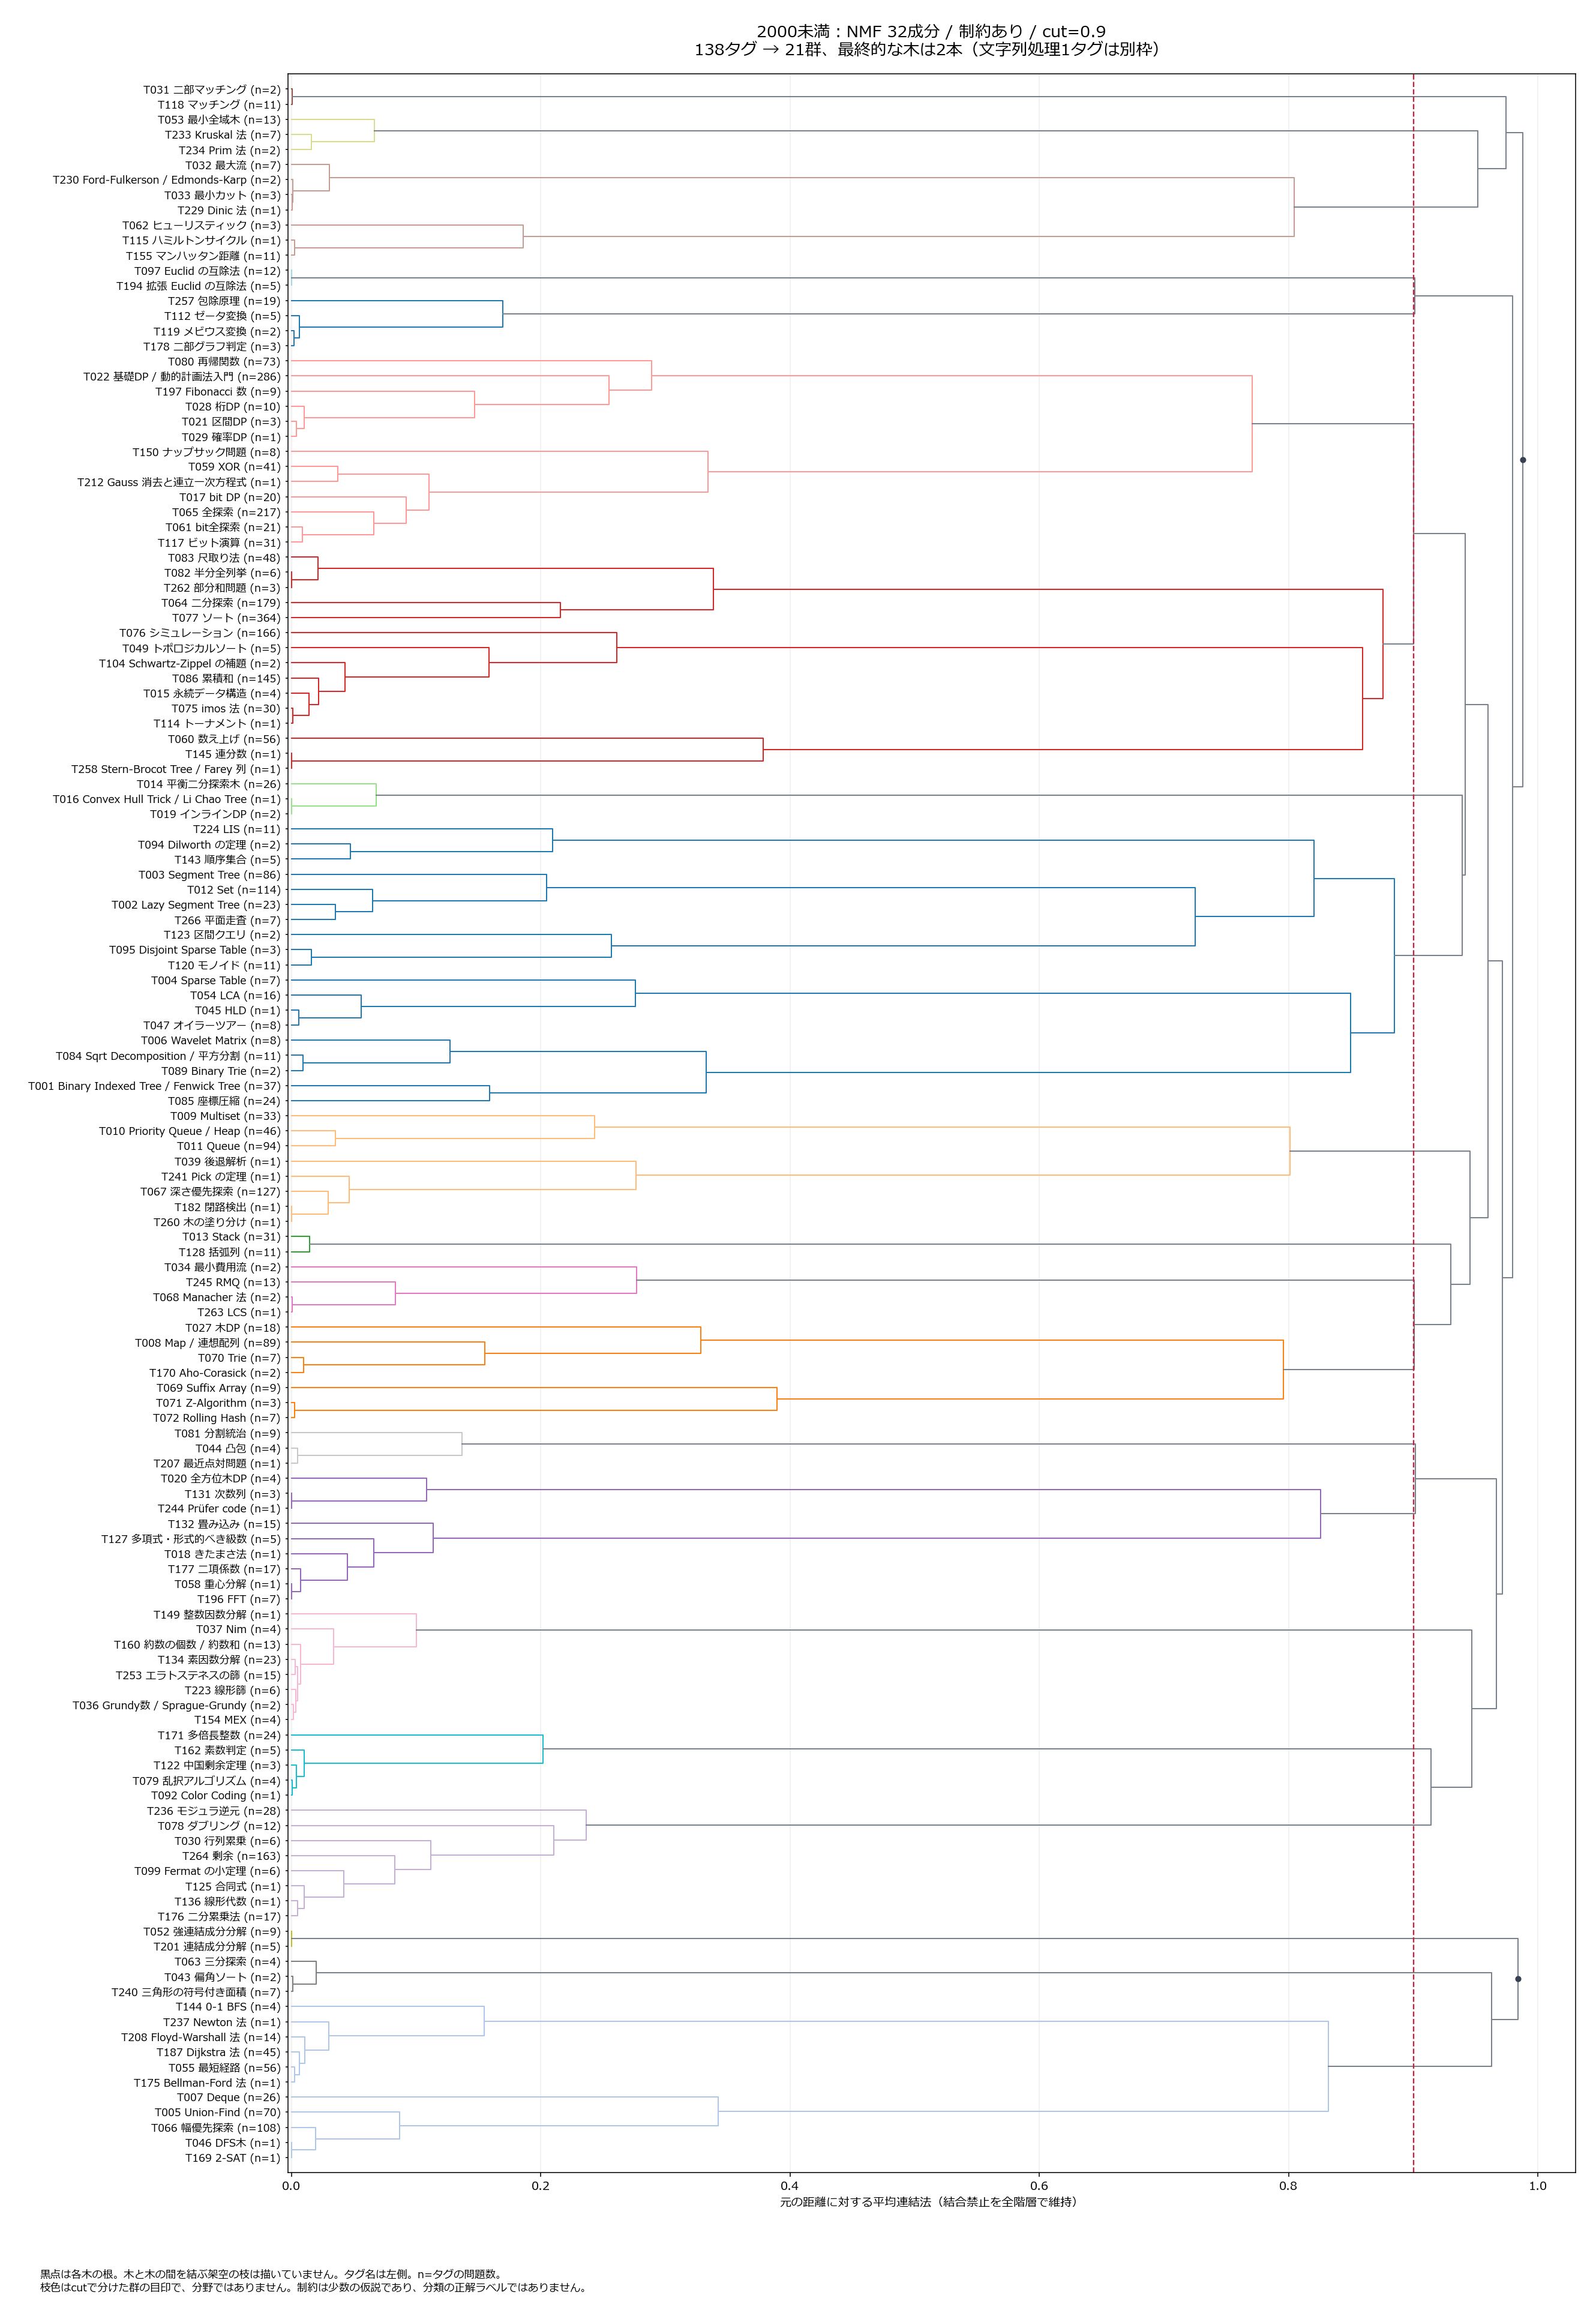 2000未満：NMF 32成分 / 制約あり / cut=0.9
138タグ → 21群、最終的な木は2本（文字列処理1タグは別枠）
T031 二部マッチング (n=2)
T118 マッチング (n=11)
T053 最小全域木 (n=13)
T233 Kruskal 法 (n=7)
T234 Prim 法 (n=2)
T032 最大流 (n=7)
T230 Ford-Fulkerson / Edmonds-Karp (n=2)
T033 最小カット (n=3)
T229 Dinic 法 (n=1)
T062 ヒューリスティック (n=3)
T115 ハミルトンサイクル (n=1)
T155 マンハッタン距離 (n=11)
T097 Euclid の互除法 (n=12)
T194 拡張 Euclid の互除法 (n=5)
T257 包除原理 (n=19)
T112 ゼータ変換 (n=5)
T119 メビウス変換 (n=2)
T178 二部グラフ判定 (n=3)
T080 再帰関数 (n=73)
T022 基礎DP / 動的計画法入門 (n=286)
T197 Fibonacci 数 (n=9)
T028 桁DP (n=10)
T021 区間DP (n=3)
T029 確率DP (n=1)
T150 ナップサック問題 (n=8)
T059 XOR (n=41)
T212 Gauss 消去と連立一次方程式 (n=1)
T017 bit DP (n=20)
T065 全探索 (n=217)
T061 bit全探索 (n=21)
T117 ビット演算 (n=31)
T083 尺取り法 (n=48)
T082 半分全列挙 (n=6)
T262 部分和問題 (n=3)
T064 二分探索 (n=179)
T077 ソート (n=364)
T076 シミュレーション (n=166)
T049 トポロジカルソート (n=5)
T104 Schwartz-Zippel の補題 (n=2)
T086 累積和 (n=145)
T015 永続データ構造 (n=4)
T075 imos 法 (n=30)
T114 トーナメント (n=1)
T060 数え上げ (n=56)
T145 連分数 (n=1)
T258 Stern-Brocot Tree / Farey 列 (n=1)
T014 平衡二分探索木 (n=26)
T016 Convex Hull Trick / Li Chao Tree (n=1)
T019 インラインDP (n=2)
T224 LIS (n=11)
T094 Dilworth の定理 (n=2)
T143 順序集合 (n=5)
T003 Segment Tree (n=86)
T012 Set (n=114)
T002 Lazy Segment Tree (n=23)
T266 平面走査 (n=7)
T123 区間クエリ (n=2)
T095 Disjoint Sparse Table (n=3)
T120 モノイド (n=11)
T004 Sparse Table (n=7)
T054 LCA (n=16)
T045 HLD (n=1)
T047 オイラーツアー (n=8)
T006 Wavelet Matrix (n=8)
T084 Sqrt Decomposition / 平方分割 (n=11)
T089 Binary Trie (n=2)
T001 Binary Indexed Tree / Fenwick Tree (n=37)
T085 座標圧縮 (n=24)
T009 Multiset (n=33)
T010 Priority Queue / Heap (n=46)
T011 Queue (n=94)
T039 後退解析 (n=1)
T241 Pick の定理 (n=1)
T067 深さ優先探索 (n=127)
T182 閉路検出 (n=1)
T260 木の塗り分け (n=1)
T013 Stack (n=31)
T128 括弧列 (n=11)
T034 最小費用流 (n=2)
T245 RMQ (n=13)
T068 Manacher 法 (n=2)
T263 LCS (n=1)
T027 木DP (n=18)
T008 Map / 連想配列 (n=89)
T070 Trie (n=7)
T170 Aho-Corasick (n=2)
T069 Suffix Array (n=9)
T071 Z-Algorithm (n=3)
T072 Rolling Hash (n=7)
T081 分割統治 (n=9)
T044 凸包 (n=4)
T207 最近点対問題 (n=1)
T020 全方位木DP (n=4)
T131 次数列 (n=3)
T244 Prüfer code (n=1)
T132 畳み込み (n=15)
T127 多項式・形式的べき級数 (n=5)
T018 きたまさ法 (n=1)
T177 二項係数 (n=17)
T058 重心分解 (n=1)
T196 FFT (n=7)
T149 整数因数分解 (n=1)
T037 Nim (n=4)
T160 約数の個数 / 約数和 (n=13)
T134 素因数分解 (n=23)
T253 エラトステネスの篩 (n=15)
T223 線形篩 (n=6)
T036 Grundy数 / Sprague-Grundy (n=2)
T154 MEX (n=4)
T171 多倍長整数 (n=24)
T162 素数判定 (n=5)
T122 中国剰余定理 (n=3)
T079 乱択アルゴリズム (n=4)
T092 Color Coding (n=1)
T236 モジュラ逆元 (n=28)
T078 ダブリング (n=12)
T030 行列累乗 (n=6)
T264 剰余 (n=163)
T099 Fermat の小定理 (n=6)
T125 合同式 (n=1)
T136 線形代数 (n=1)
T176 二分累乗法 (n=17)
T052 強連結成分分解 (n=9)
T201 連結成分分解 (n=5)
T063 三分探索 (n=4)
T043 偏角ソート (n=2)
T240 三角形の符号付き面積 (n=7)
T144 0-1 BFS (n=4)
T237 Newton 法 (n=1)
T208 Floyd-Warshall 法 (n=14)
T187 Dijkstra 法 (n=45)
T055 最短経路 (n=56)
T175 Bellman-Ford 法 (n=1)
T007 Deque (n=26)
T005 Union-Find (n=70)
T066 幅優先探索 (n=108)
T046 DFS木 (n=1)
T169 2-SAT (n=1)
0.0 0.2 0.4 0.6 0.8 1.0
元の距離に対する平均連結法（結合禁止を全階層で維持）
黒点は各木の根。木と木の間を結ぶ架空の枝は描いていません。タグ名は左側。n=タグの問題数。
枝色はcutで分けた群の目印で、分野ではありません。制約は少数の仮説であり、分類の正解ラベルではありません。